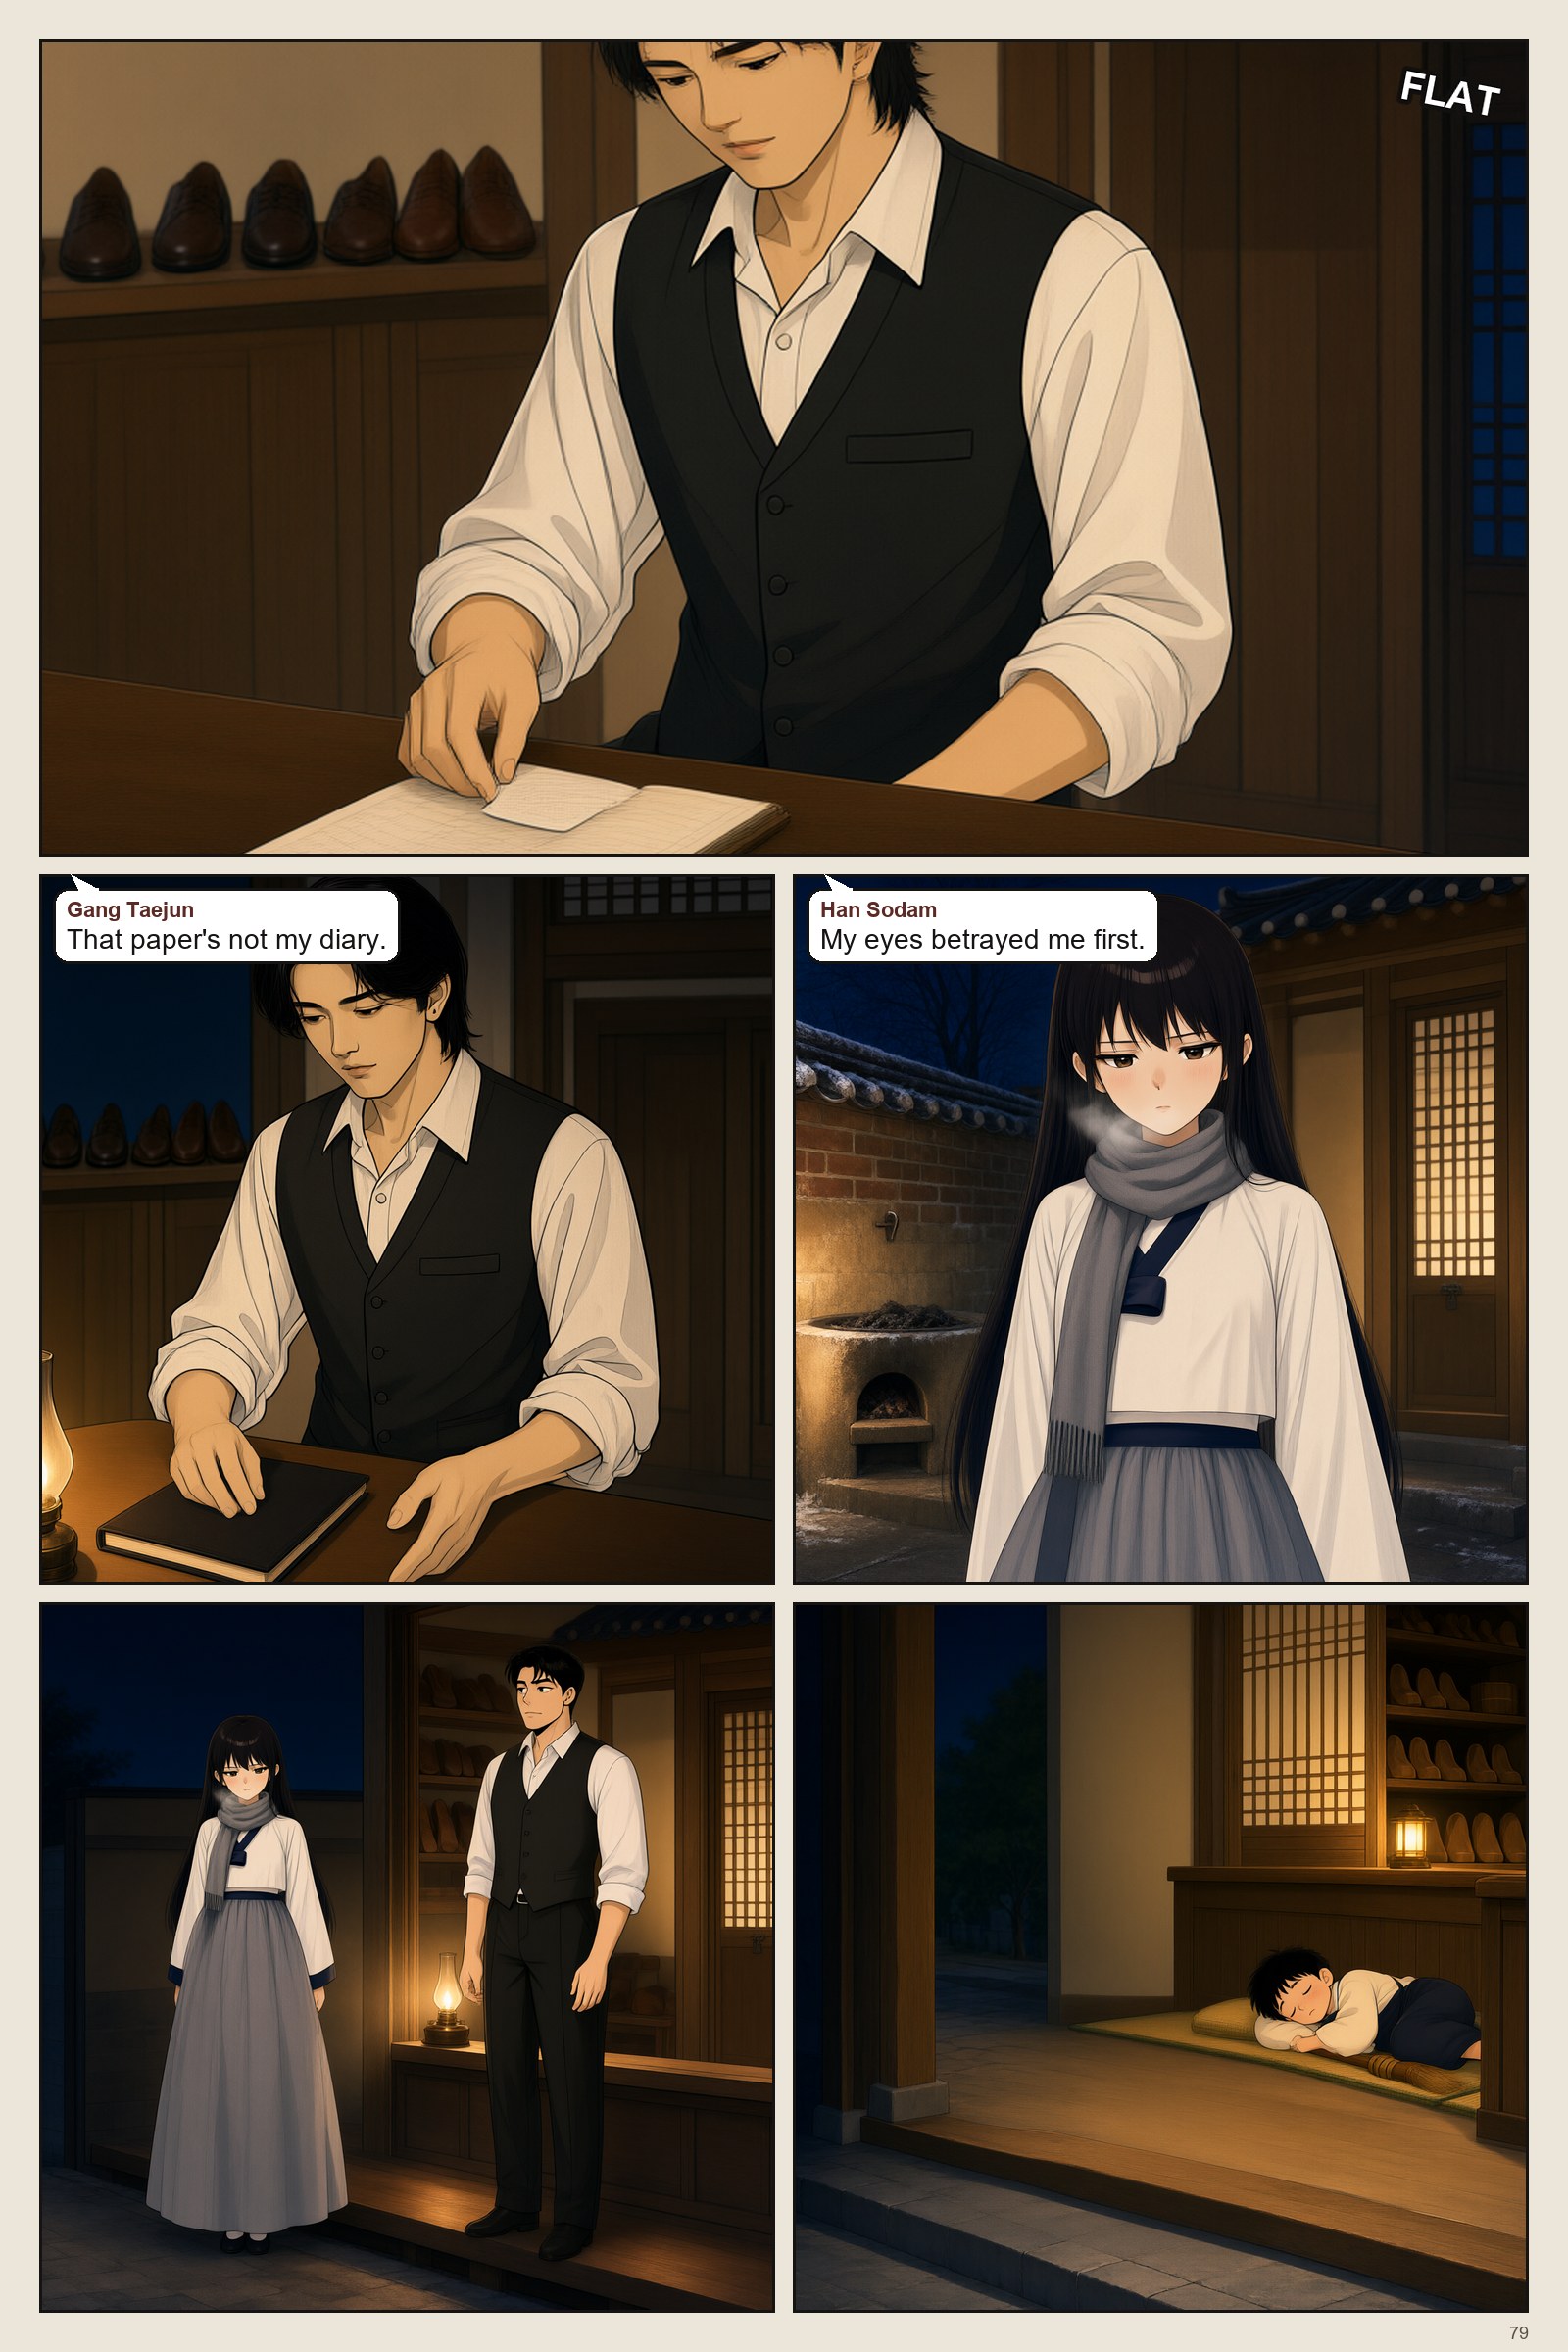 FLAT
Gang Taejun
That paper's not my diary.
Han Sodam
My eyes betrayed me first.
79